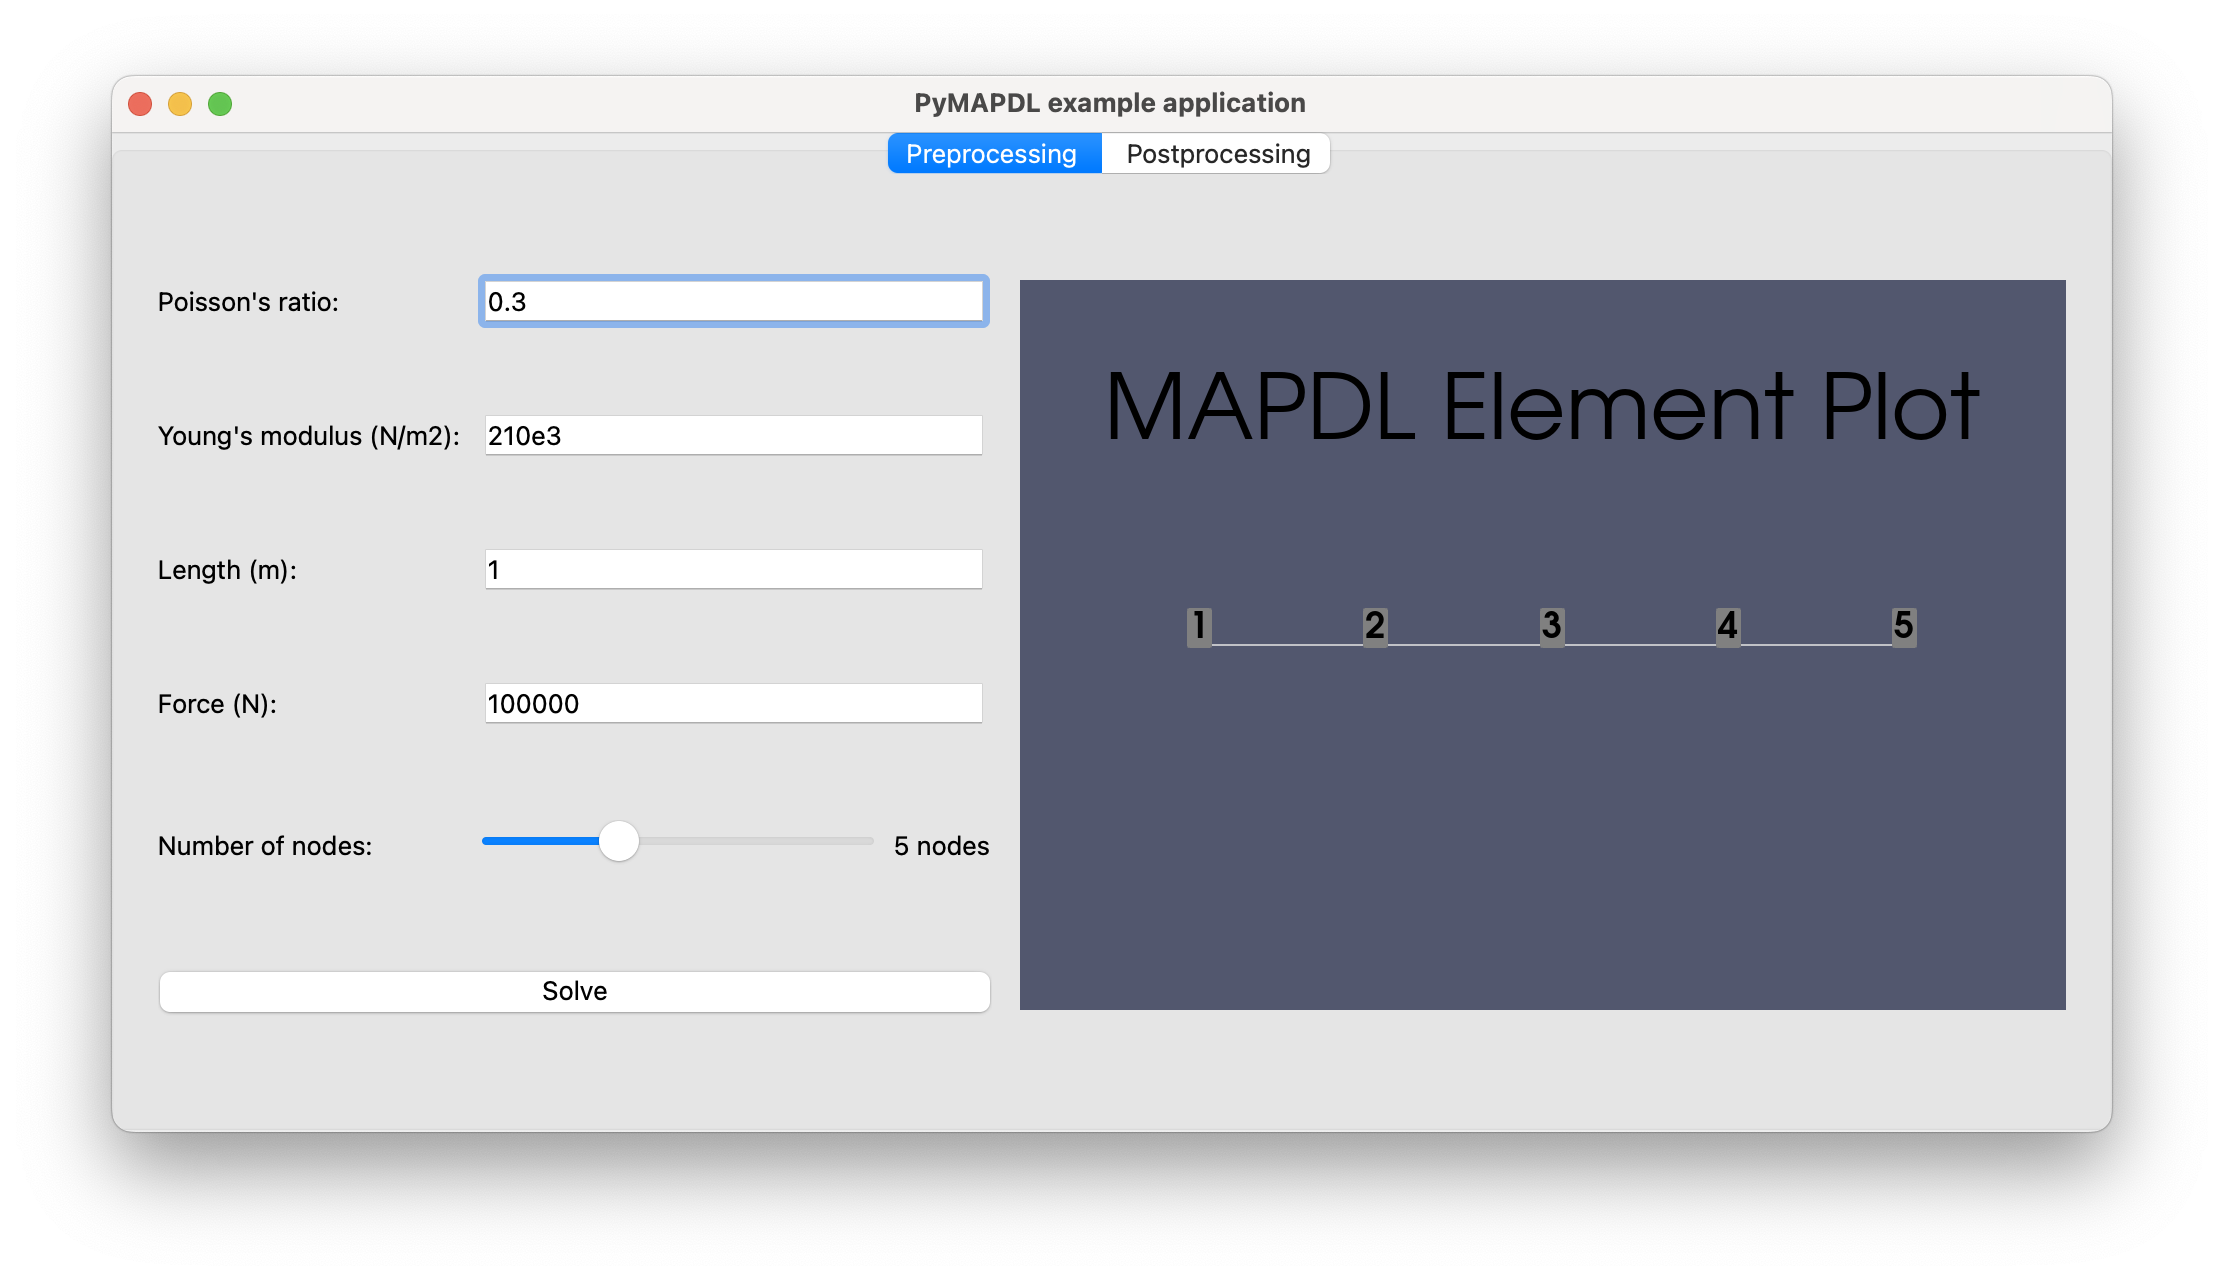 PyMAPDL example application
Preprocessing Postprocessing
Poisson's ratio: 0.3
Young's modulus (N/m2): 210e3
Length (m): 1
Force (N): 100000
Number of nodes: 5 nodes
Solve
MAPDL Element Plot
1 2 3 4 5